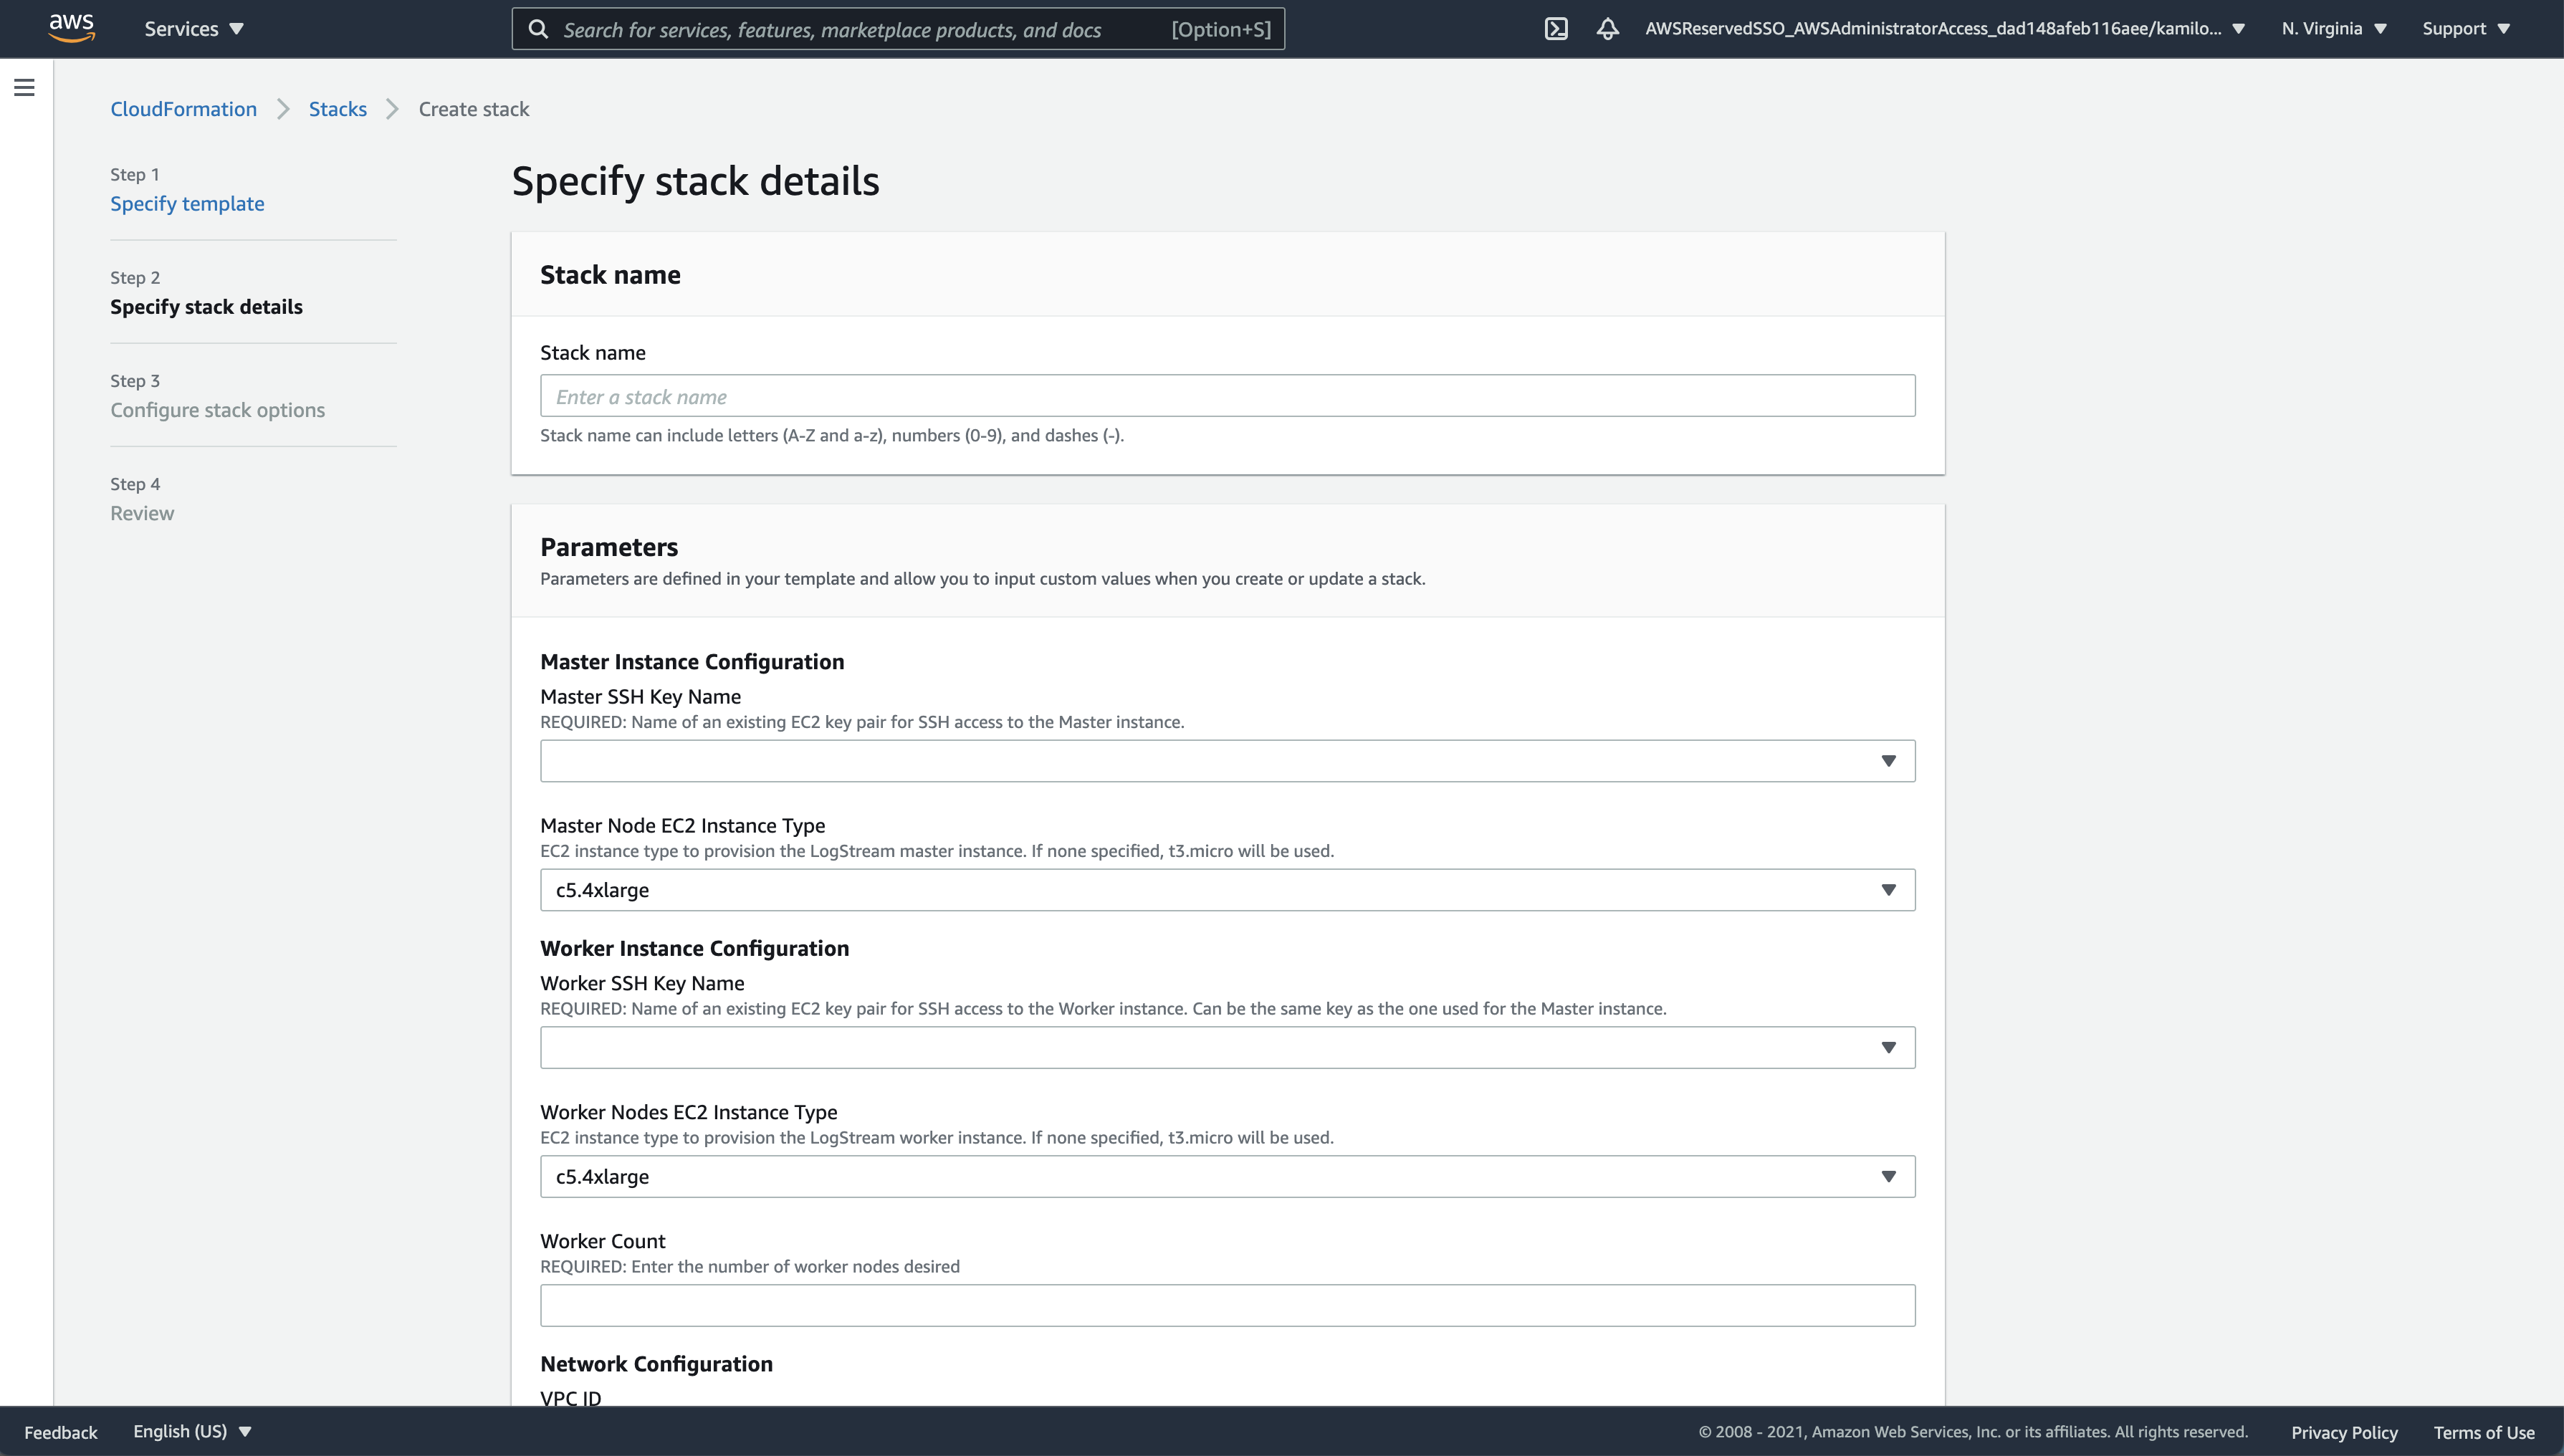 aws
Services
Search for services, features, marketplace products, and docs
[Option+S]
AWSReservedSSO_AWSAdministratorAccess_dad148afeb116aee/kamilo...
N. Virginia
Support
CloudFormation
Stacks
Create stack
Step 1
Specify template
Step 2
Specify stack details
Step 3
Configure stack options
Step 4
Review
Specify stack details
Stack name
Stack name
Enter a stack name
Stack name can include letters (A-Z and a-z), numbers (0-9), and dashes (-).
Parameters
Parameters are defined in your template and allow you to input custom values when you create or update a stack.
Master Instance Configuration
Master SSH Key Name
REQUIRED: Name of an existing EC2 key pair for SSH access to the Master instance.
Master Node EC2 Instance Type
EC2 instance type to provision the LogStream master instance. If none specified, t3.micro will be used.
c5.4xlarge
Worker Instance Configuration
Worker SSH Key Name
REQUIRED: Name of an existing EC2 key pair for SSH access to the Worker instance. Can be the same key as the one used for the Master instance.
Worker Nodes EC2 Instance Type
EC2 instance type to provision the LogStream worker instance. If none specified, t3.micro will be used.
c5.4xlarge
Worker Count
REQUIRED: Enter the number of worker nodes desired
Network Configuration
VPC ID
Feedback
English (US)
© 2008 - 2021, Amazon Web Services, Inc. or its affiliates. All rights reserved.
Privacy Policy
Terms of Use